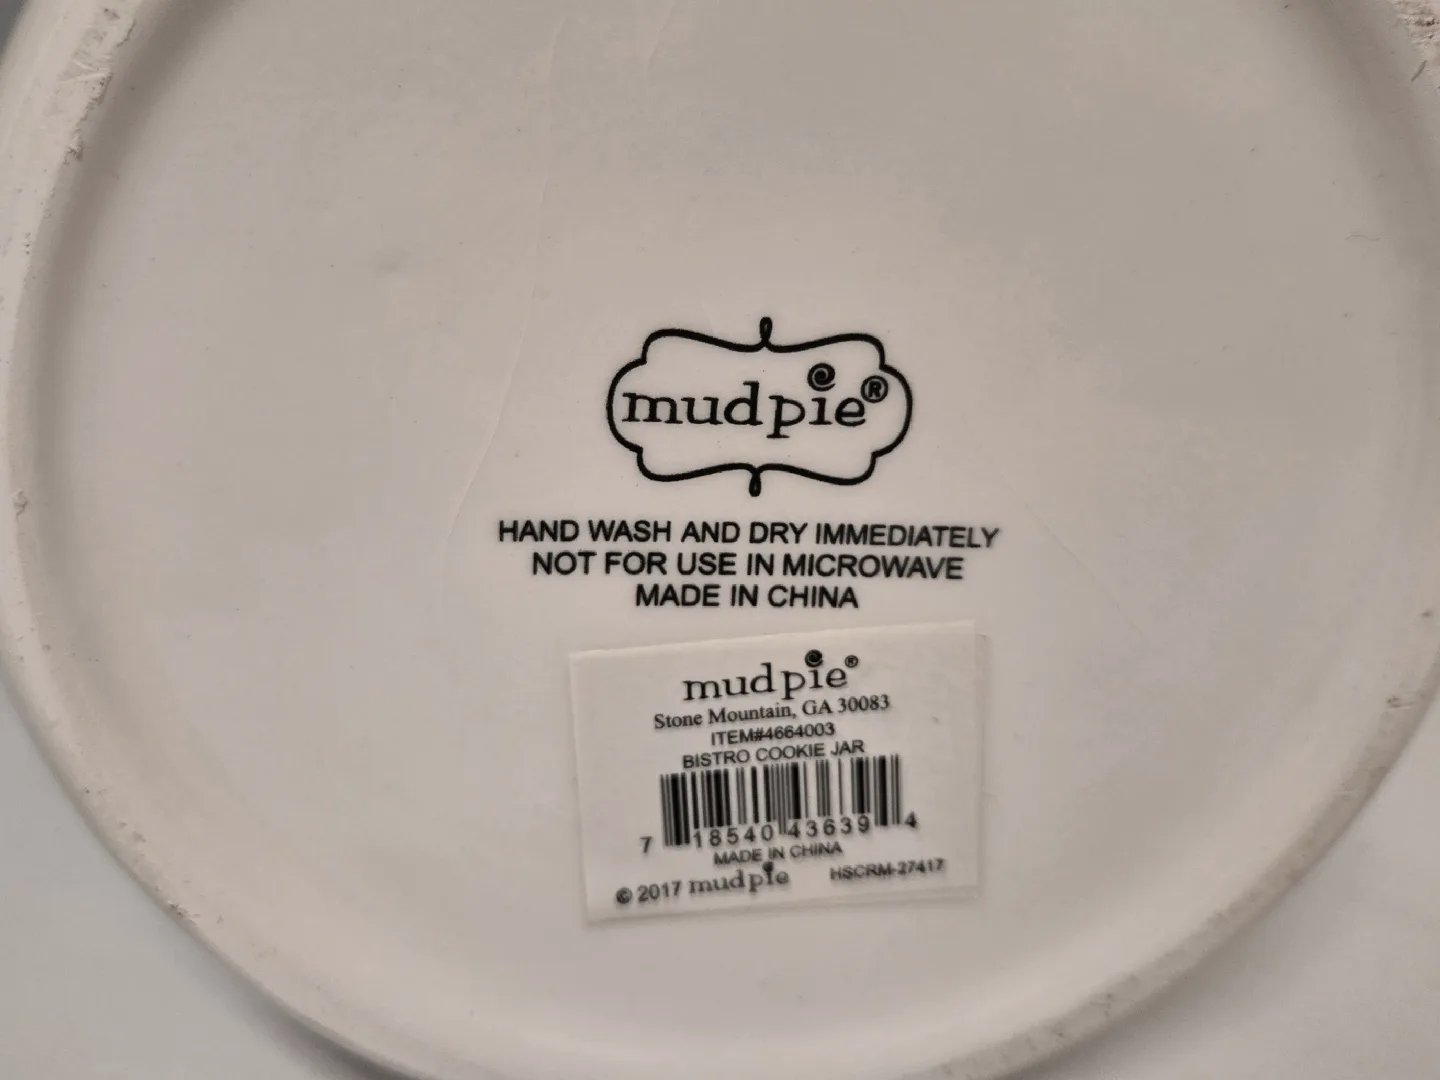 mudpie®
HAND WASH AND DRY IMMEDIATELY
NOT FOR USE IN MICROWAVE
MADE IN CHINA
mudpie®
Stone Mountain, GA 30083
ITEM#4664003
BISTRO COOKIE JAR
7 18540 43639 4
MADE IN CHINA
© 2017 mudpie HSCRM-27417